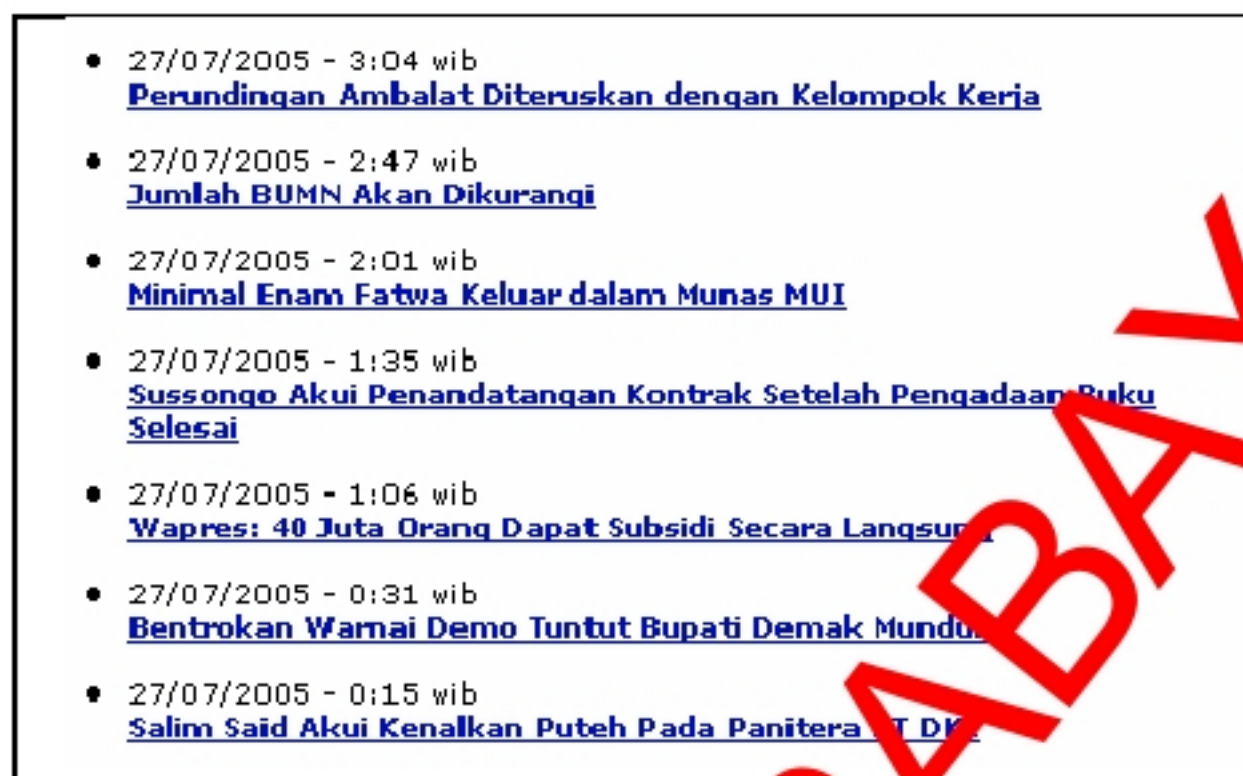 27/07/2005 - 3:04 wib
Perundingan Ambalat Diteruskan dengan Kelompok Kerja
27/07/2005 - 2:47 wib
Jumlah BUMN Akan Dikurangi
27/07/2005 - 2:01 wib
Minimal Enam Fatwa Keluar dalam Munas MUI
27/07/2005 - 1:35 wib
Sussongo Akui Penandatangan Kontrak Setelah Pengadaan Buku
Selesai
27/07/2005 - 1:06 wib
Wapres: 40 Juta Orang Dapat Subsidi Secara Langsung
27/07/2005 - 0:31 wib
Bentrokan Warnai Demo Tuntut Bupati Demak Mundur
27/07/2005 - 0:15 wib
Salim Said Akui Kenalkan Puteh Pada Panitera
ABAY